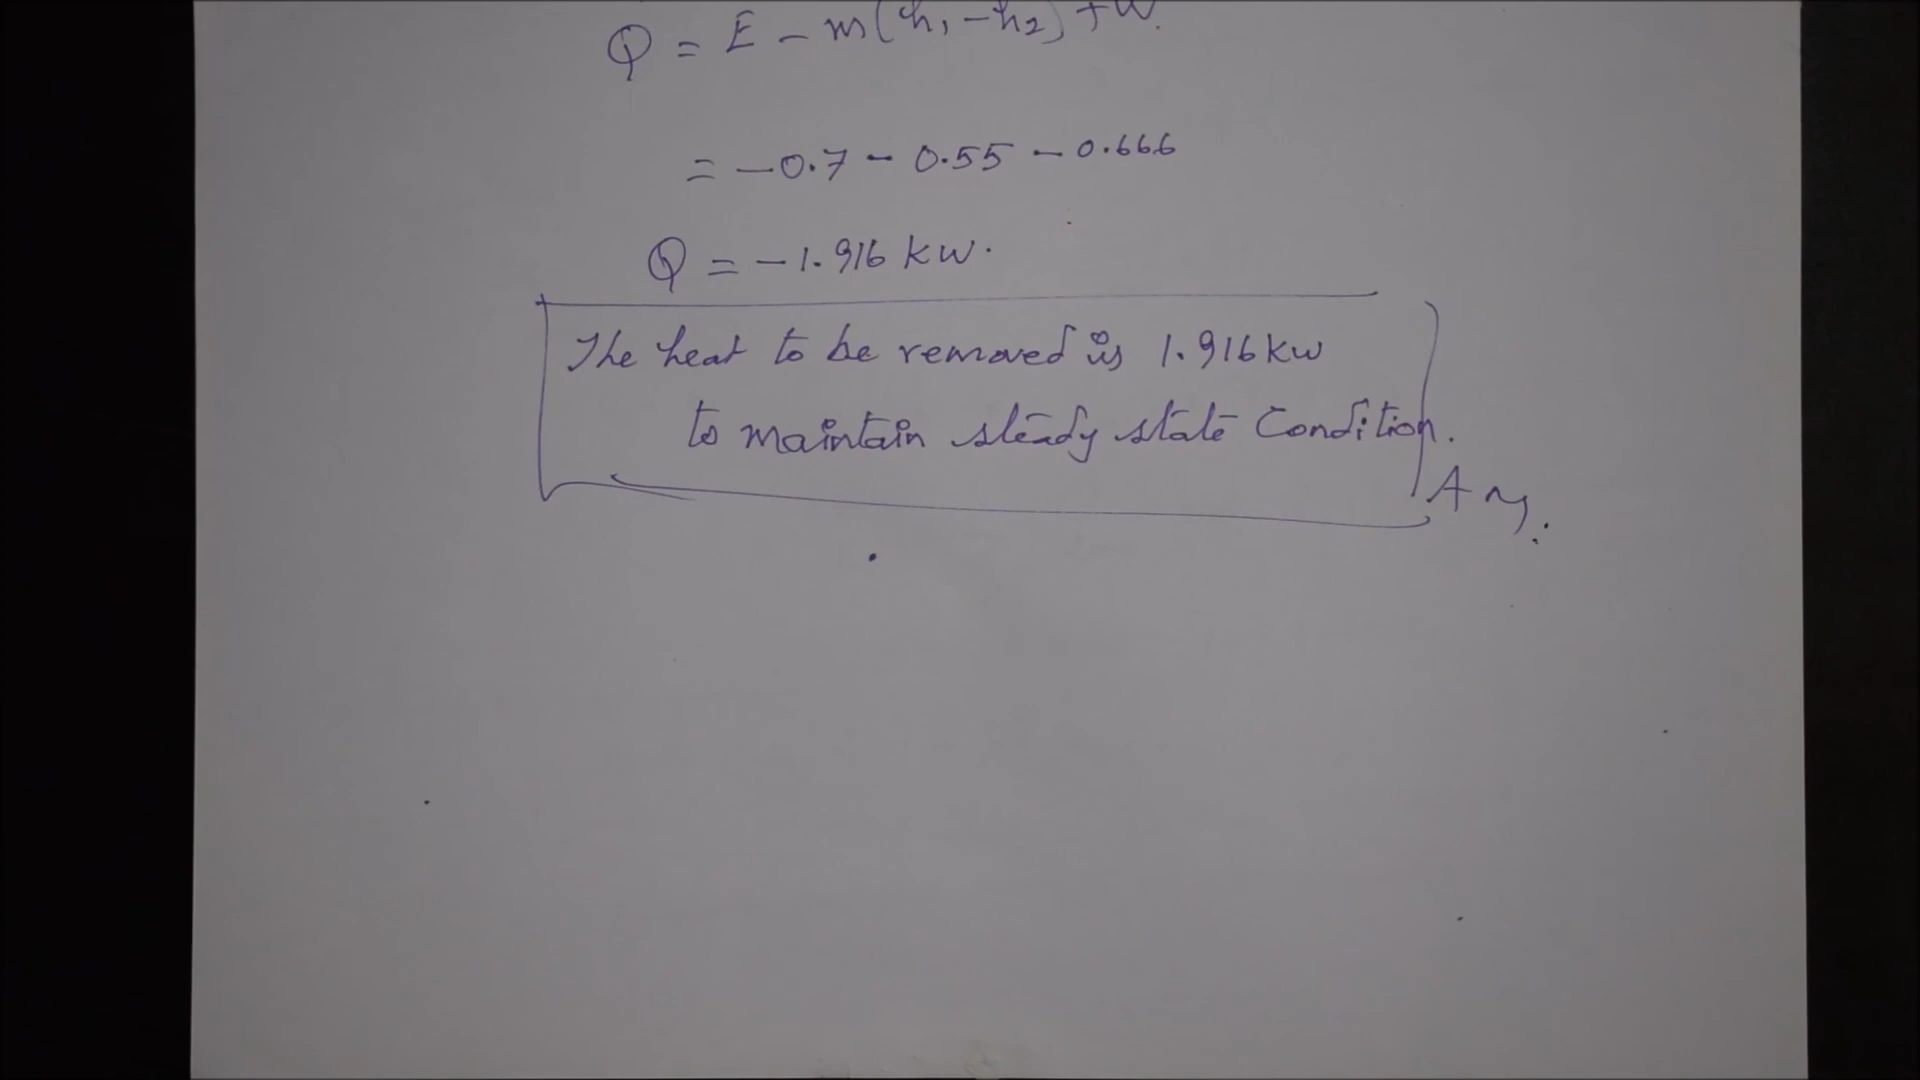 Q = E - m(h₁ - h₂) + W.
= -0.7 - 0.55 - 0.666
Q = -1.916 kw.
The heat to be removed is 1.916 kw
to maintain steady state Condition.
Ans.